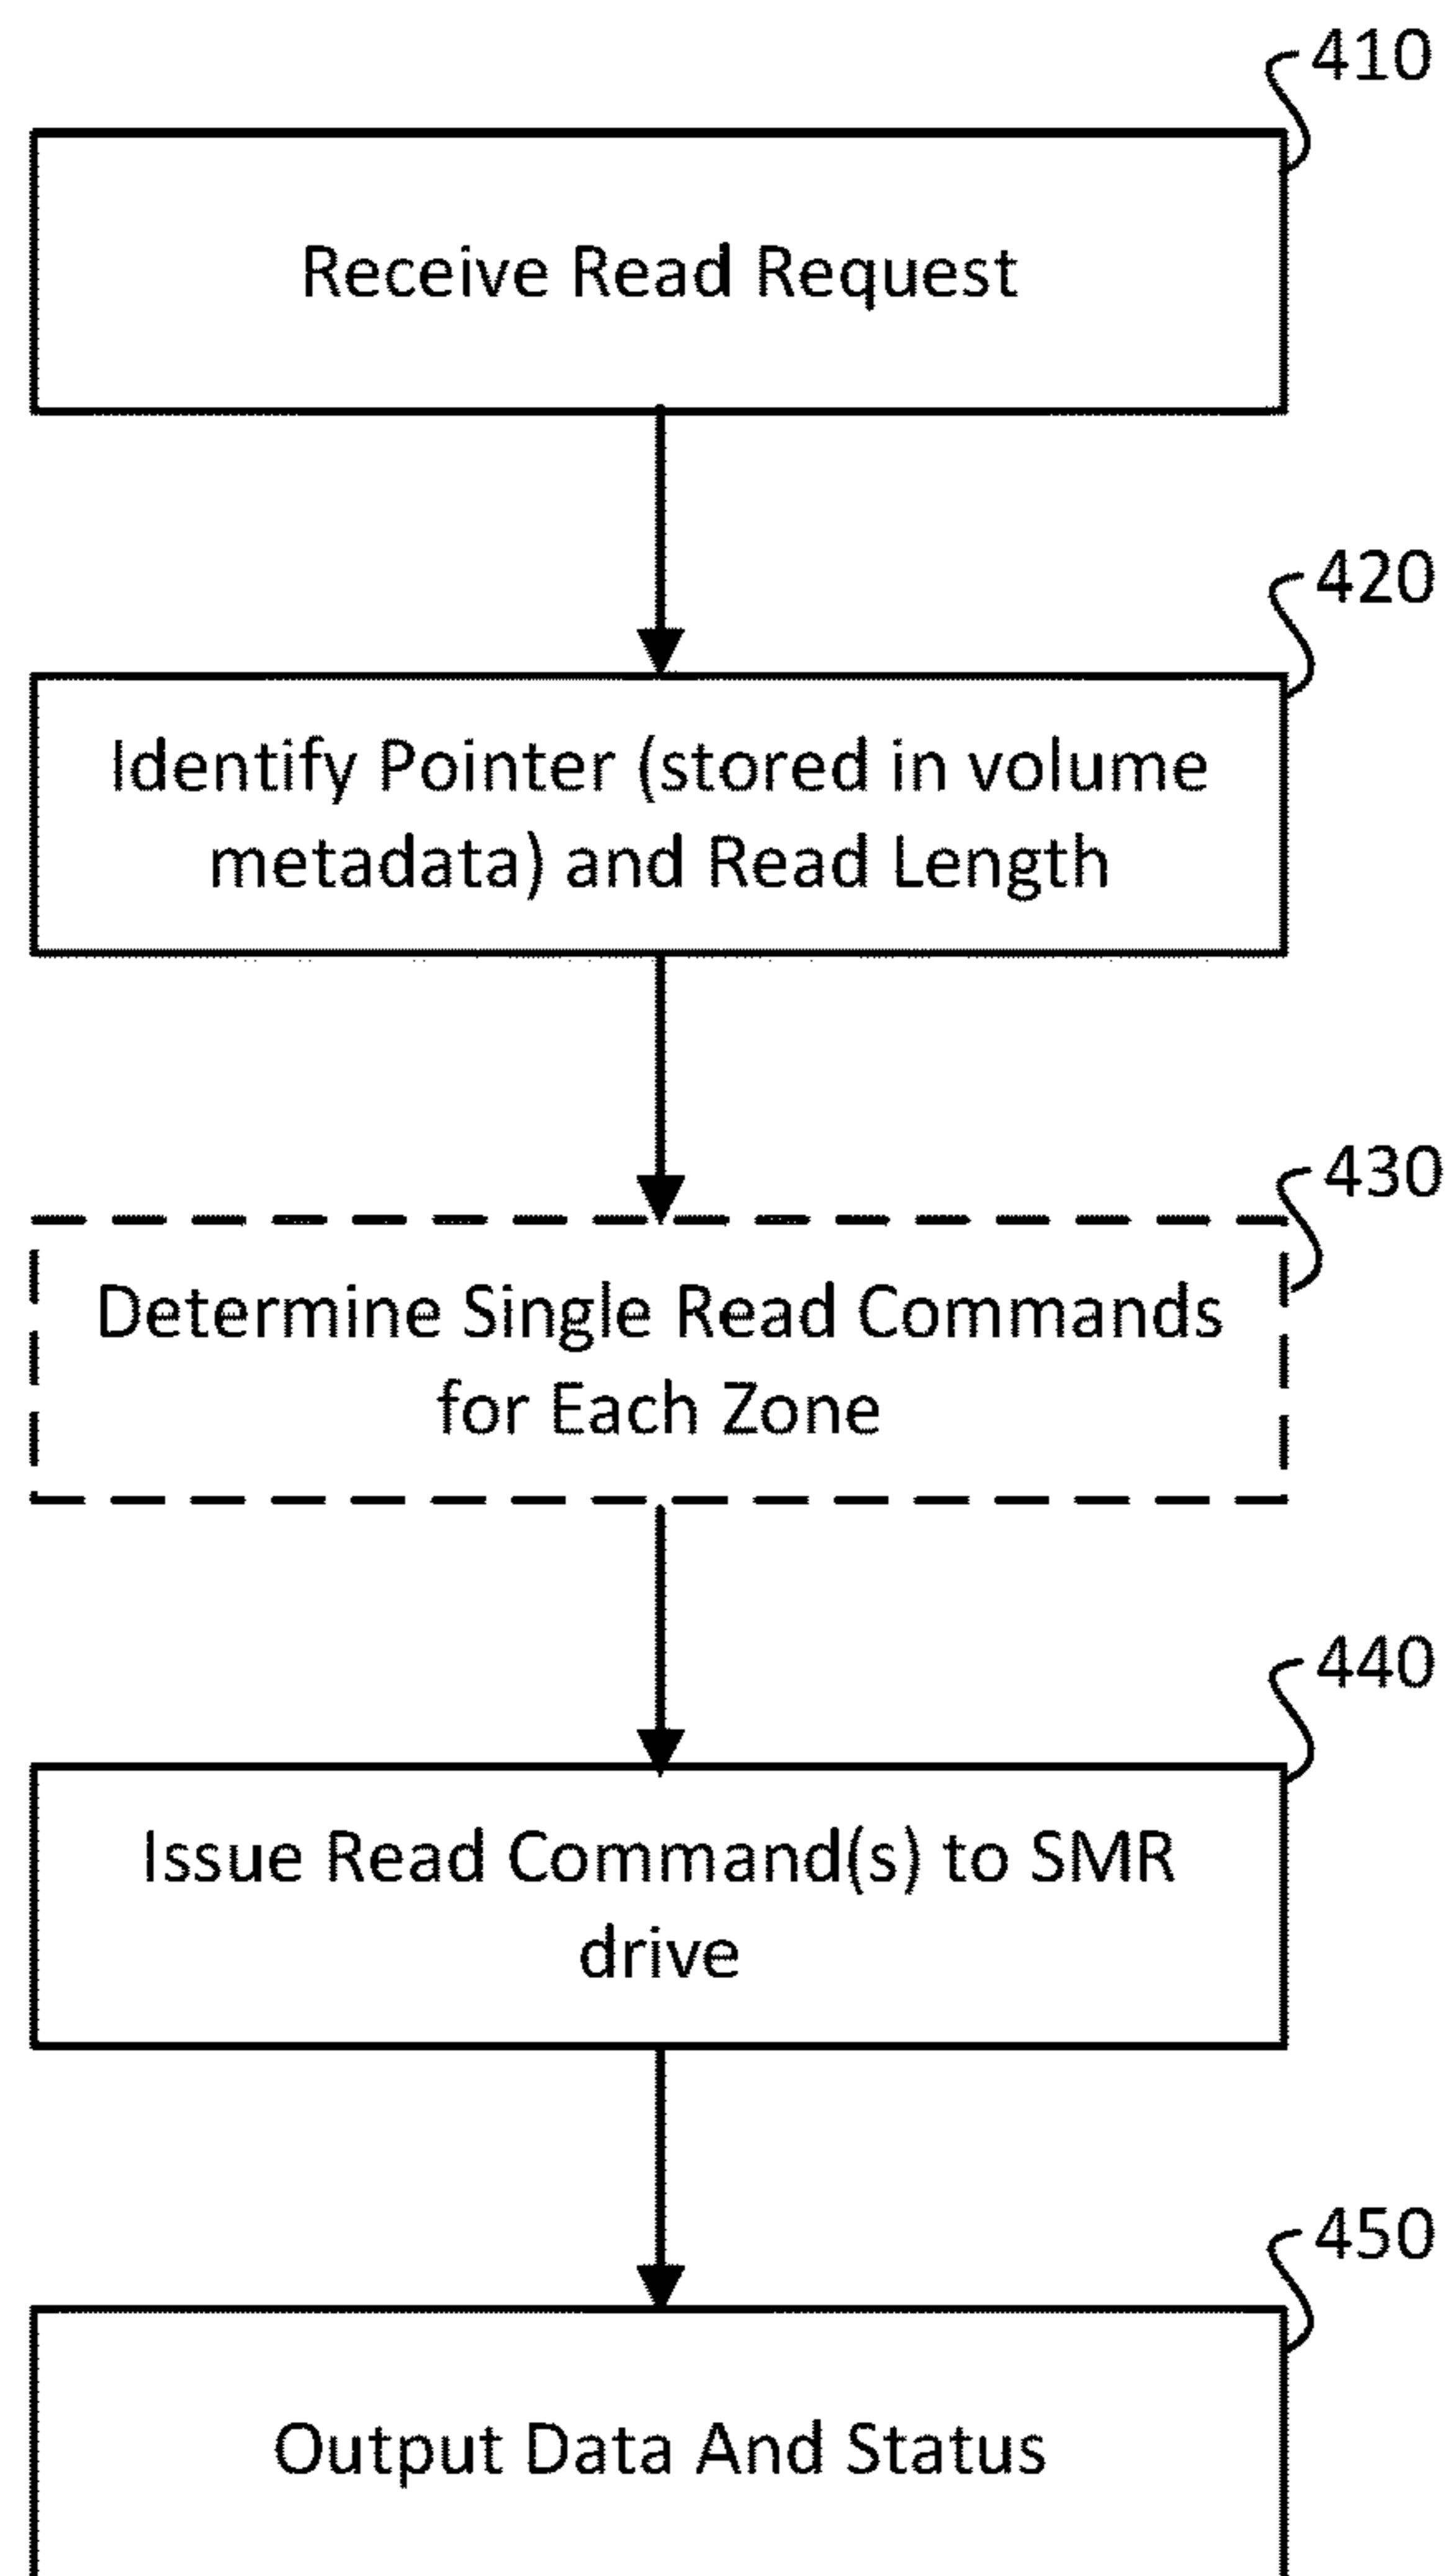 410
Receive Read Request
420
Identify Pointer (stored in volume
metadata) and Read Length
430
Determine Single Read Commands
for Each Zone
440
Issue Read Command(s) to SMR
drive
450
Output Data And Status